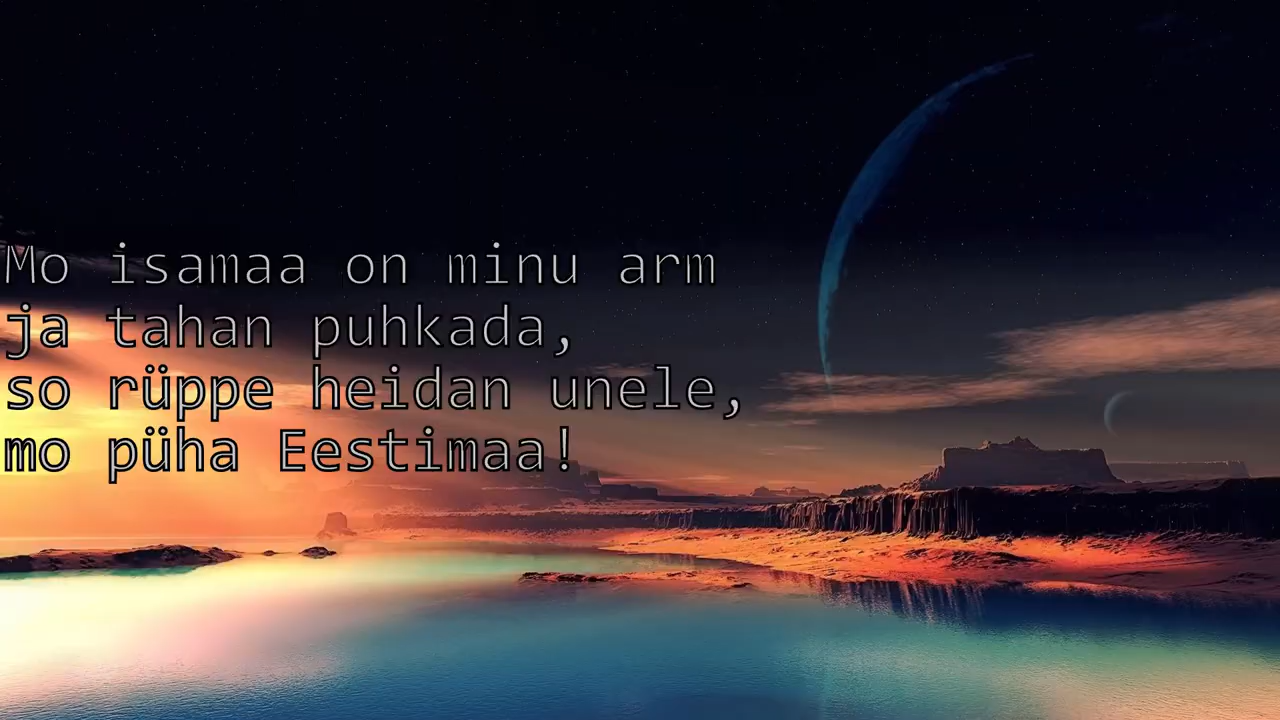 Mo isamaa on minu arm
ja tahan puhkada,
so rüppe heidan unele,
mo püha Eestimaa!